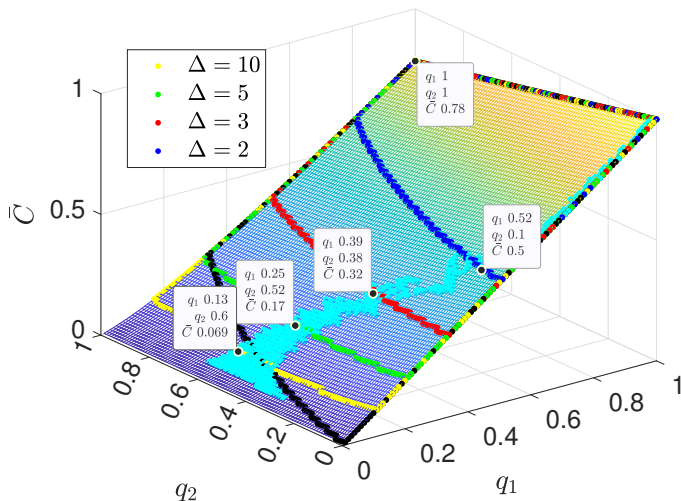 1
Δ = 10
Δ = 5
Δ = 3
Δ = 2
q₁ 1
q₂ 1
C̄ 0.78
C̄
0.5
q₁ 0.52
q₂ 0.1
C̄ 0.5
q₁ 0.39
q₂ 0.38
C̄ 0.32
q₁ 0.25
q₂ 0.52
C̄ 0.17
q₁ 0.13
q₂ 0.6
C̄ 0.069
0
1
0.8
0.6
0.4
0.2
0
0
0.2
0.4
0.6
0.8
1
q₂
q₁